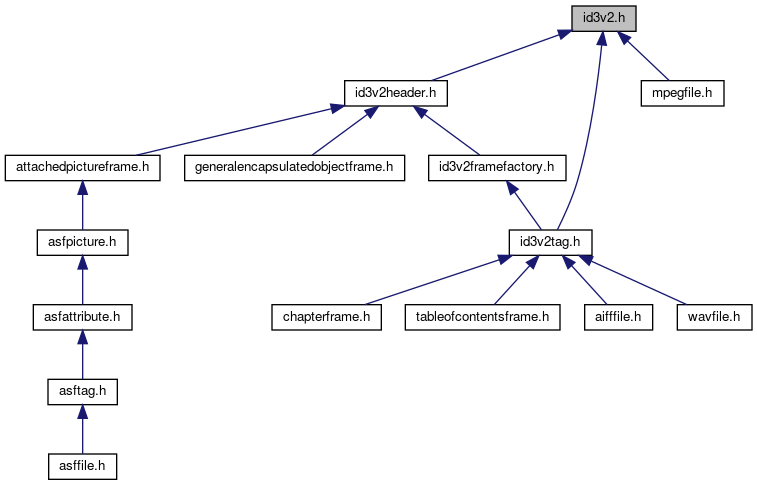 id3v2.h
id3v2header.h
mpegfile.h
attachedpictureframe.h
generalencapsulatedobjectframe.h
id3v2framefactory.h
asfpicture.h
id3v2tag.h
asfattribute.h
chapterframe.h
tableofcontentsframe.h
aifffile.h
wavfile.h
asftag.h
asffile.h